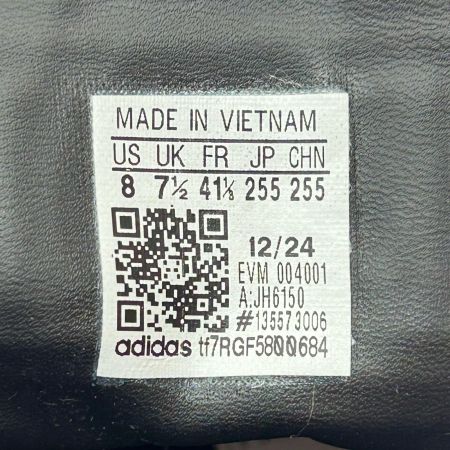 MADE IN VIETNAM
US UK FR JP CHN
8 7½ 41⅓ 255 255
12/24
EVM 004001
A:JH6150
#135573006
adidas tf7RGF5800684